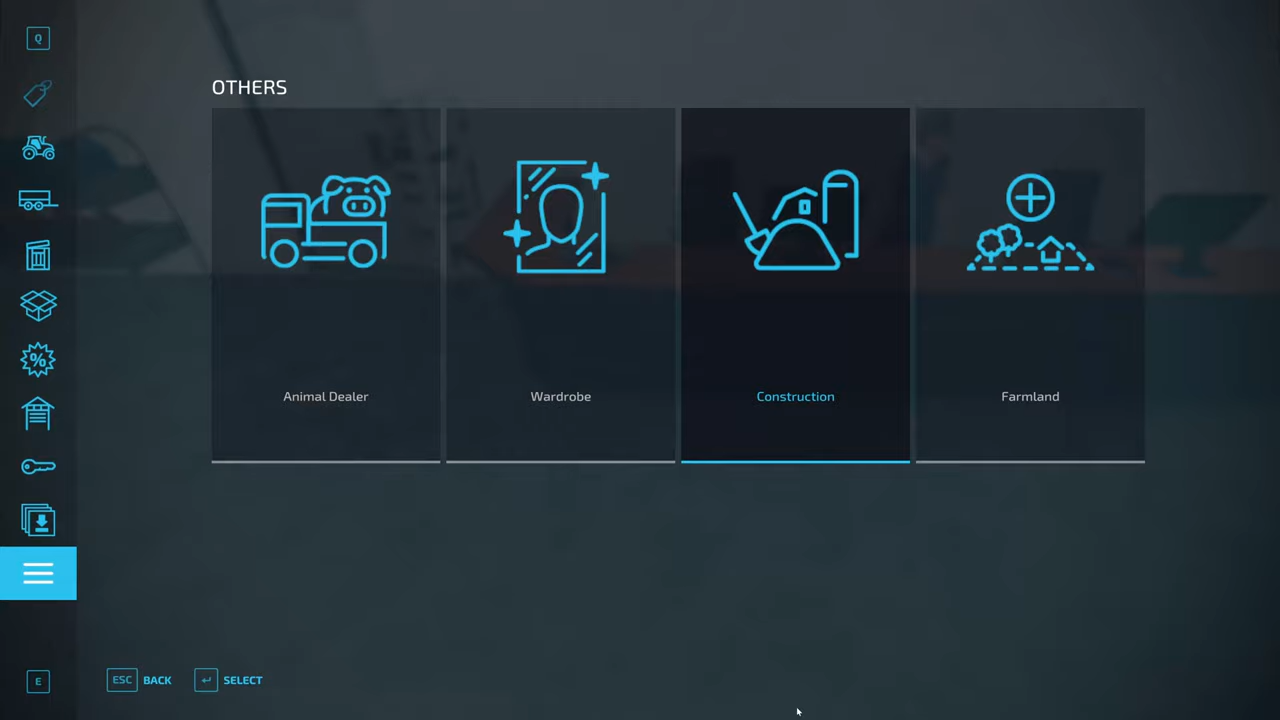 Q
OTHERS
%
Animal Dealer
Wardrobe
Construction
Farmland
E
ESC BACK
↵ SELECT